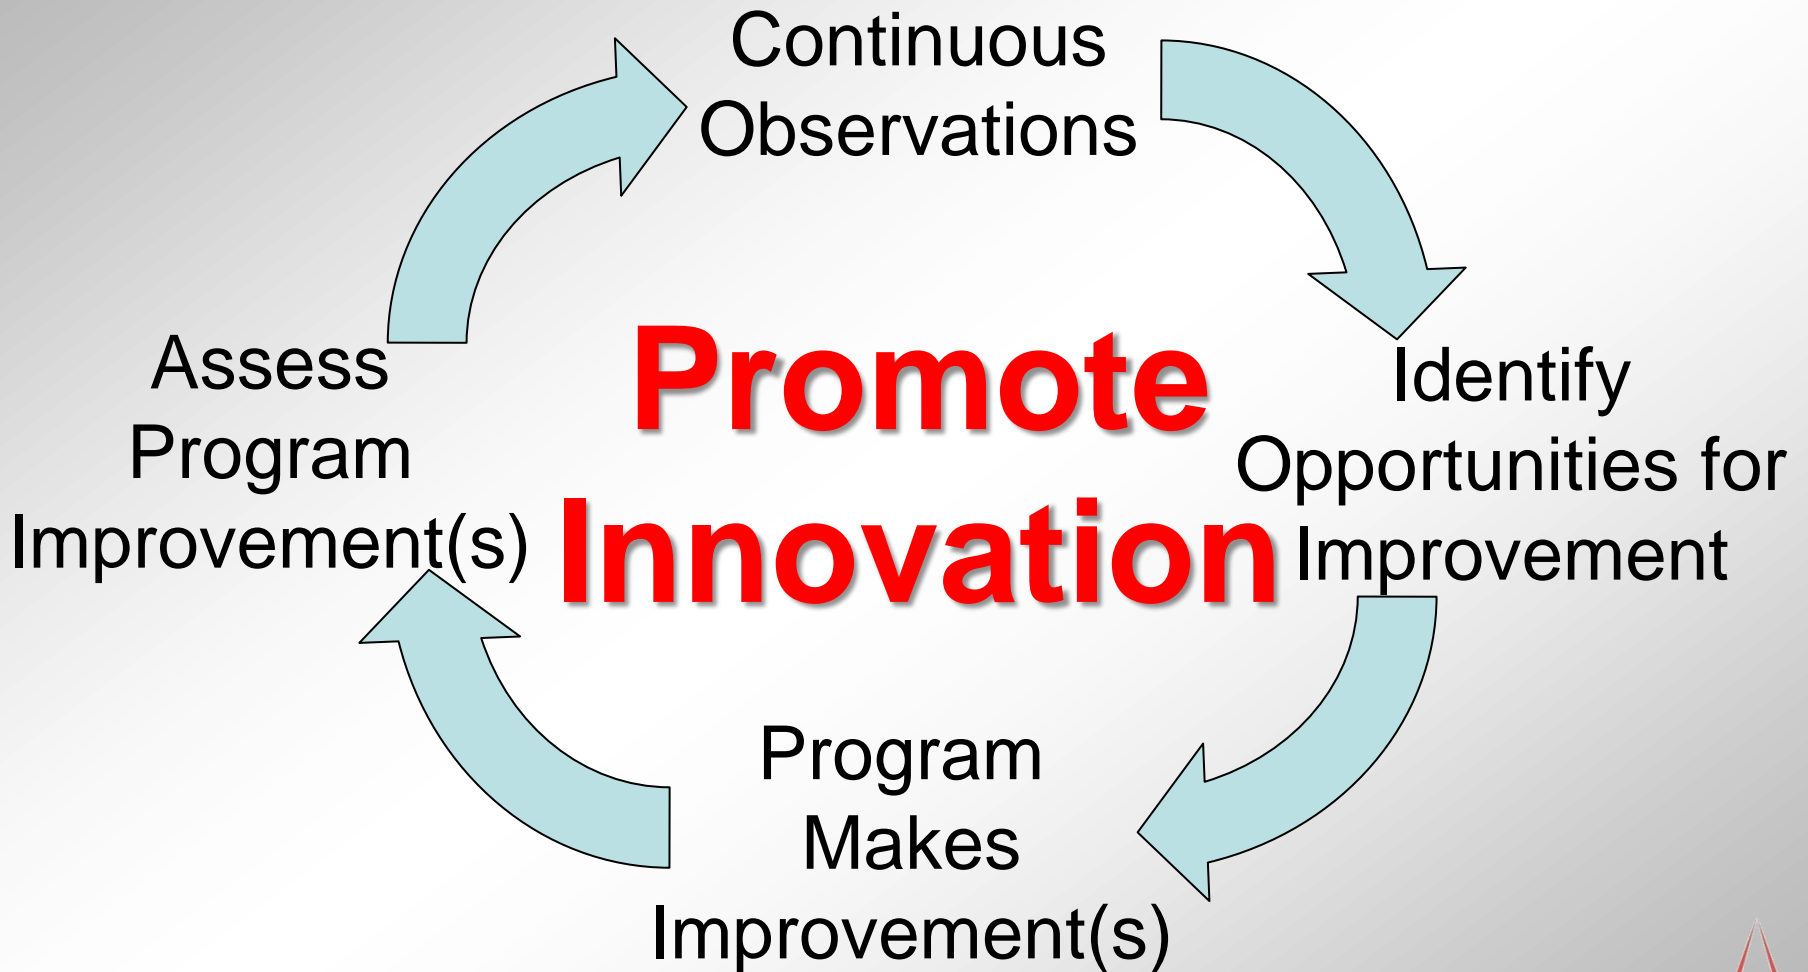 Continuous
Observations
Identify
Opportunities for
Improvement
Program
Makes
Improvement(s)
Assess
Program
Improvement(s)
Promote
Innovation